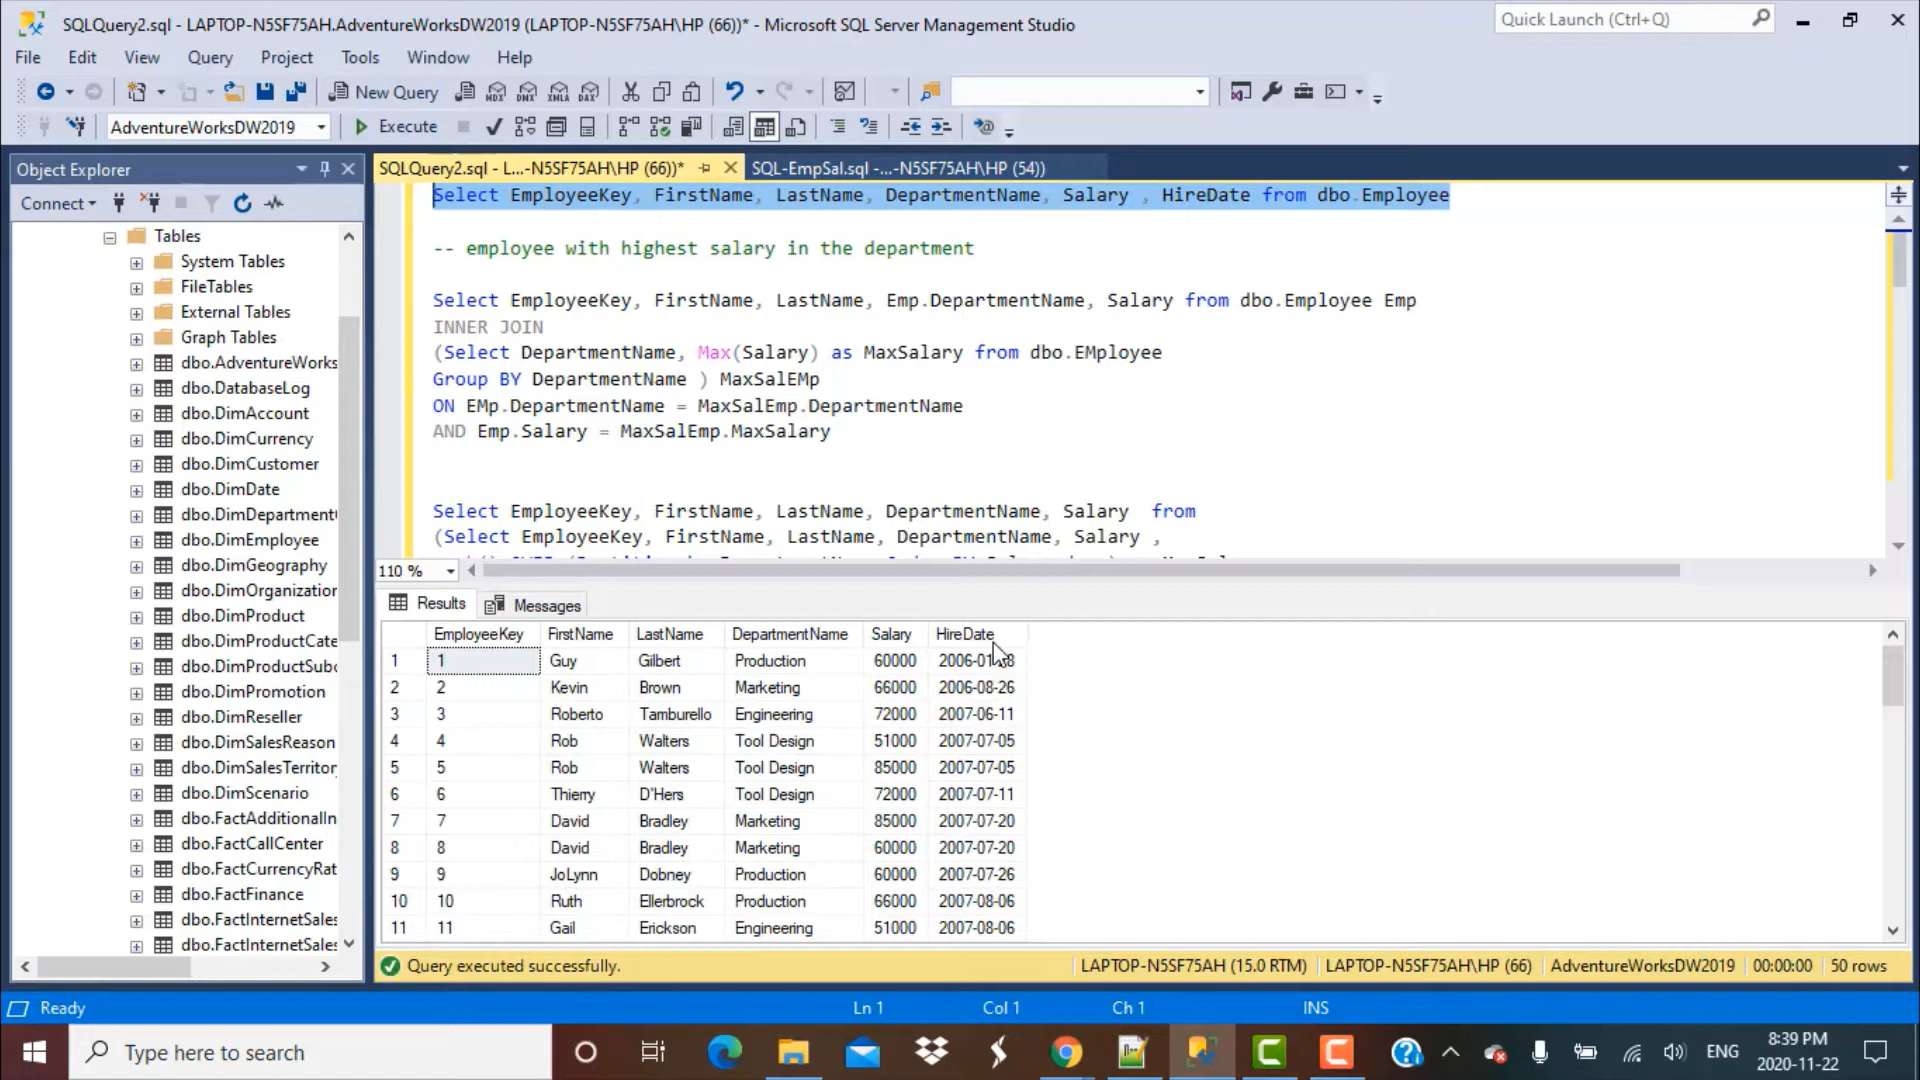 SQLQuery2.sql - LAPTOP-N5SF75AH.AdventureWorksDW2019 (LAPTOP-N5SF75AH\HP (66))* - Microsoft SQL Server Management Studio
Quick Launch (Ctrl+Q)
File Edit View Query Project Tools Window Help
New Query MDX DMX XMLA DAX
AdventureWorksDW2019 Execute
Object Explorer
SQLQuery2.sql - L...-N5SF75AH\HP (66))* SQL-EmpSal.sql -...-N5SF75AH\HP (54))
Connect
Tables
System Tables
FileTables
External Tables
Graph Tables
dbo.AdventureWorks
dbo.DatabaseLog
dbo.DimAccount
dbo.DimCurrency
dbo.DimCustomer
dbo.DimDate
dbo.DimDepartment
dbo.DimEmployee
dbo.DimGeography
dbo.DimOrganization
dbo.DimProduct
dbo.DimProductCate
dbo.DimProductSub
dbo.DimPromotion
dbo.DimReseller
dbo.DimSalesReason
dbo.DimSalesTerritor
dbo.DimScenario
dbo.FactAdditionalIn
dbo.FactCallCenter
dbo.FactCurrencyRat
dbo.FactFinance
dbo.FactInternetSales
dbo.FactInternetSales
Select EmployeeKey, FirstName, LastName, DepartmentName, Salary , HireDate from dbo.Employee
-- employee with highest salary in the department
Select EmployeeKey, FirstName, LastName, Emp.DepartmentName, Salary from dbo.Employee Emp
INNER JOIN
(Select DepartmentName, Max(Salary) as MaxSalary from dbo.EMployee
Group BY DepartmentName ) MaxSalEMp
ON EMp.DepartmentName = MaxSalEmp.DepartmentName
AND Emp.Salary = MaxSalEmp.MaxSalary
Select EmployeeKey, FirstName, LastName, DepartmentName, Salary  from
(Select EmployeeKey, FirstName, LastName, DepartmentName, Salary ,
110 %
Results Messages
EmployeeKey FirstName LastName DepartmentName Salary HireDate
1 1 Guy Gilbert Production 60000 2006-01-8
2 2 Kevin Brown Marketing 66000 2006-08-26
3 3 Roberto Tamburello Engineering 72000 2007-06-11
4 4 Rob Walters Tool Design 51000 2007-07-05
5 5 Rob Walters Tool Design 85000 2007-07-05
6 6 Thierry D'Hers Tool Design 72000 2007-07-11
7 7 David Bradley Marketing 85000 2007-07-20
8 8 David Bradley Marketing 60000 2007-07-20
9 9 JoLynn Dobney Production 60000 2007-07-26
10 10 Ruth Ellerbrock Production 66000 2007-08-06
11 11 Gail Erickson Engineering 51000 2007-08-06
Query executed successfully. LAPTOP-N5SF75AH (15.0 RTM) LAPTOP-N5SF75AH\HP (66) AdventureWorksDW2019 00:00:00 50 rows
Ready Ln 1 Col 1 Ch 1 INS
Type here to search
ENG
8:39 PM
2020-11-22